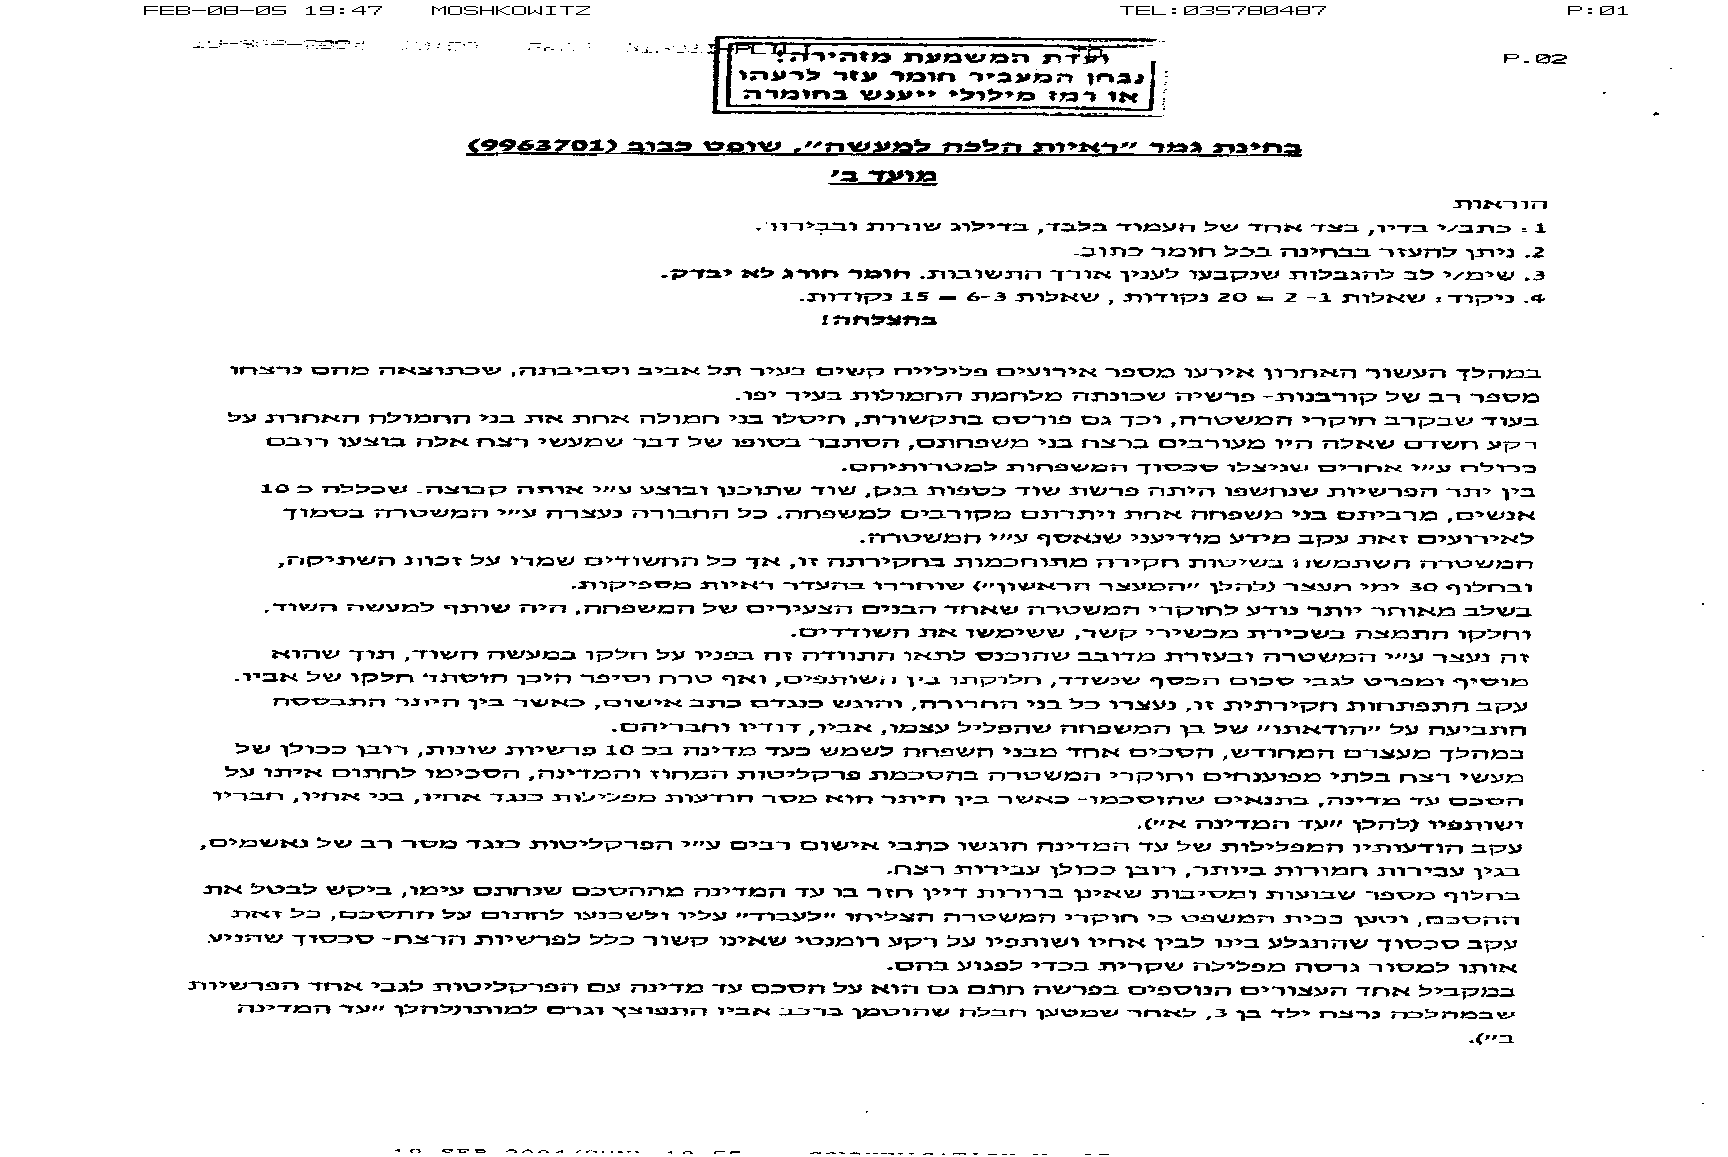 FEB-08-05 19:47 MOSHKOWITZ TEL:035780487 P:01
P.02
ועדת המשמעת מזהירה!
נבחן המעביר חומר עזר לרעהו
או רמז מילולי ייענש בחומרה
בחינת גמר "ראיות הלכה למעשה", שופט כבוב (9963701)
מועד ב'
הוראות
1. כתב/י בדיו, בצד אחד של העמוד בלבד, בדילוג שורות ובבירור.
2. ניתן להעזר בבחינה בכל חומר כתוב.
3. שימ/י לב להגבלות שנקבעו לענין אורך התשובות. חומר חורג לא יבדק.
4. ניקוד: שאלות 1- 2 = 20 נקודות, שאלות 6-3 = 15 נקודות.
בהצלחה!
במהלך העשור האחרון אירעו מספר אירועים פליליים קשים בעיר תל אביב וסביבתה, שכתוצאה מהם נרצחו
מספר רב של קורבנות- פרשיה שכונתה מלחמת החמולות בעיר יפו.
בעוד שבקרב חוקרי המשטרה, וכך גם פורסם בתקשורת, חיסלו בני חמולה אחת את בני החמולה האחרת על
רקע חשדם שאלה היו מעורבים ברצח בני משפחתם, הסתבר בסופו של דבר שמעשי רצח אלה בוצעו רובם
ככולם ע"י אחרים שניצלו סכסוך המשפחות למטרותיהם.
בין יתר הפרשיות שנחשפו היתה פרשת שוד כספות בנק, שוד שתוכנן ובוצע ע"י אותה קבוצה- שכללה כ 10
אנשים, מרביתם בני משפחה אחת ויתרתם מקורבים למשפחה. כל החבורה נעצרה ע"י המשטרה בסמוך
לאירועים זאת עקב מידע מודיעני שנאסף ע"י המשטרה.
המשטרה השתמשה בשיטות חקירה מתוחכמות בחקירתה זו, אך כל החשודים שמרו על זכות השתיקה,
ובחלוף 30 ימי מעצר (להלן "המעצר הראשון") שוחררו בהעדר ראיות מספיקות.
בשלב מאוחר יותר נודע לחוקרי המשטרה שאחד הבנים הצעירים של המשפחה, היה שותף למעשה השוד,
וחלקו התמצה בשכירת מכשירי קשר, ששימשו את השודדים.
זה נעצר ע"י המשטרה ובעזרת מדובב שהוכנס לתאו התוודה זה בפניו על חלקו במעשה השוד, תוך שהוא
מוסיף ומפרט לגבי סכום הכסף שנשדד, חלוקתו בין השותפים, ואף טרח וסיפר היכן הוסתר חלקו של אביו.
עקב התפתחות חקירתית זו, נעצרו כל בני החבורה, והוגש כנגדם כתב אישום, כאשר בין היתר התבססה
התביעה על "הודאתו" של בן המשפחה שהפליל עצמו, אביו, דודיו וחבריהם.
במהלך מעצרם המחודש, הסכים אחד מבני השפחה לשמש כעד מדינה בכ 10 פרשיות שונות, רובן ככולן של
מעשי רצח בלתי מפוענחים וחוקרי המשטרה בהסכמת פרקליטות המחוז והמדינה, הסכימו לחתום איתו על
הסכם עד מדינה, בתנאים שהוסכמו- כאשר בין היתר הוא מסר הודעות מפלילות כנגד אחיו, בני אחיו, חבריו
ושותפיו (להלן "עד המדינה א'").
עקב הודעותיו המפלילות של עד המדינה הוגשו כתבי אישום רבים ע"י הפרקליטות כנגד מסר רב של נאשמים,
בגין עבירות חמורות ביותר, רובן ככולן עבירות רצח.
בחלוף מספר שבועות ומסיבות שאינן ברורות דיין חזר בו עד המדינה מההסכם שנחתם עימו, ביקש לבטל את
ההסכם, וטען בבית המשפט כי חוקרי המשטרה הצליחו "לעבוד" עליו ולשכנעו לחתום על ההסכם, כל זאת
עקב סכסוך שהתגלע בינו לבין אחיו ושותפיו על רקע רומנטי שאינו קשור כלל לפרשיות הרצח- סכסוך שהניע
אותו למסור גרסה מפלילה שקרית בכדי לפגוע בהם.
במקביל אחד העצורים הנוספים בפרשה חתם גם הוא על הסכם עד מדינה עם הפרקליטות לגבי אחד הפרשיות
שבמהלכה נרצח ילד בן 3, לאחר שמטען חבלה שהוטמן ברכב אביו התפוצץ וגרם למותו(להלן "עד המדינה
ב'").